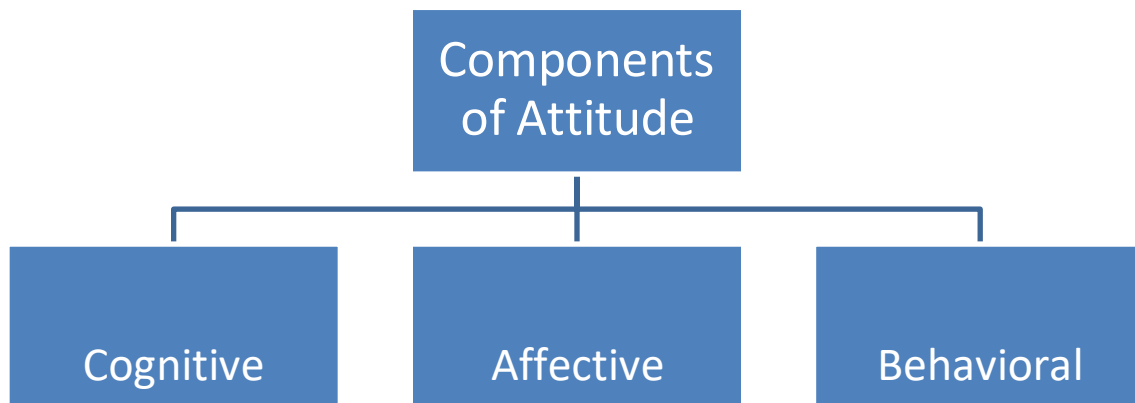 Components
of Attitude
Cognitive
Affective
Behavioral